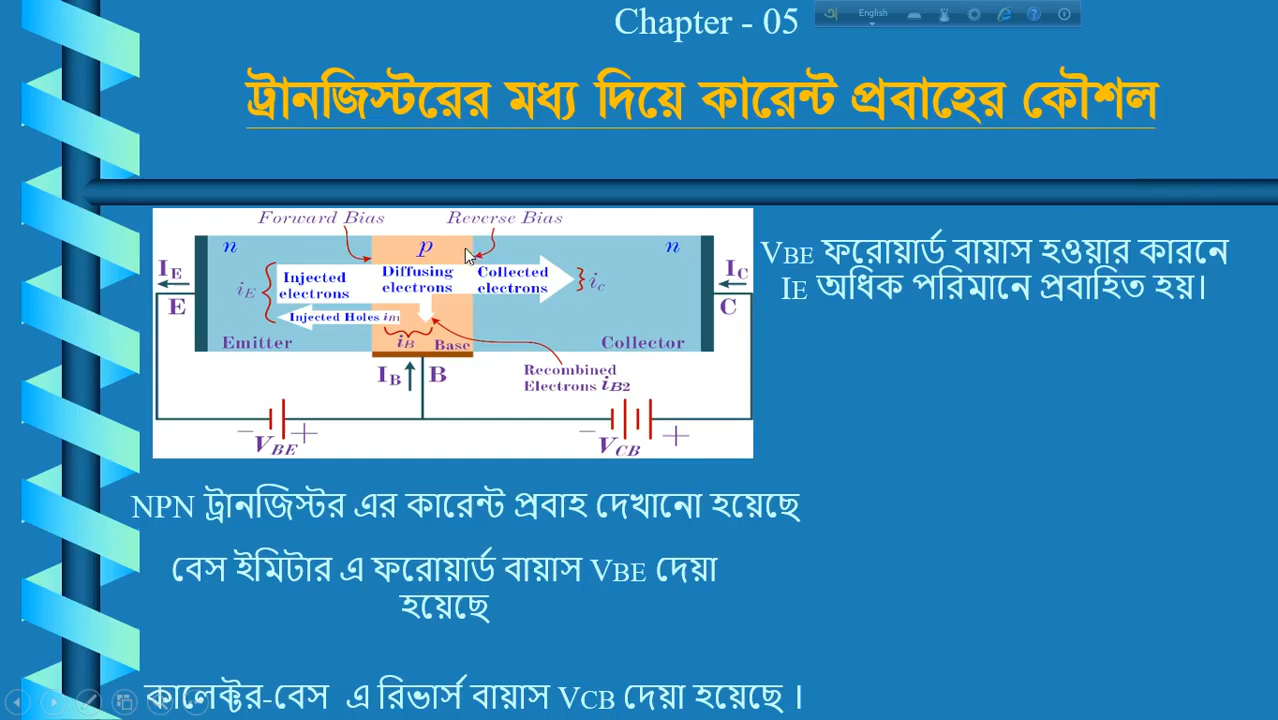 Chapter - 05
English
ট্রানজিস্টরের মধ্য দিয়ে কারেন্ট প্রবাহের কৌশল
Forward Bias
Reverse Bias
n
p
n
IE
iE
Injected electrons
Diffusing electrons
Collected electrons
ic
Ic
E
Injected Holes iB1
C
Emitter
iB
Base
Collector
IB
B
Recombined
Electrons iB2
− VBE +
− VCB +
VBE ফরোয়ার্ড বায়াস হওয়ার কারনে
IE অধিক পরিমানে প্রবাহিত হয়।
NPN ট্রানজিস্টর এর কারেন্ট প্রবাহ দেখানো হয়েছে
বেস ইমিটার এ ফরোয়ার্ড বায়াস VBE দেয়া
হয়েছে
কালেক্টর-বেস এ রিভার্স বায়াস VCB দেয়া হয়েছে ।